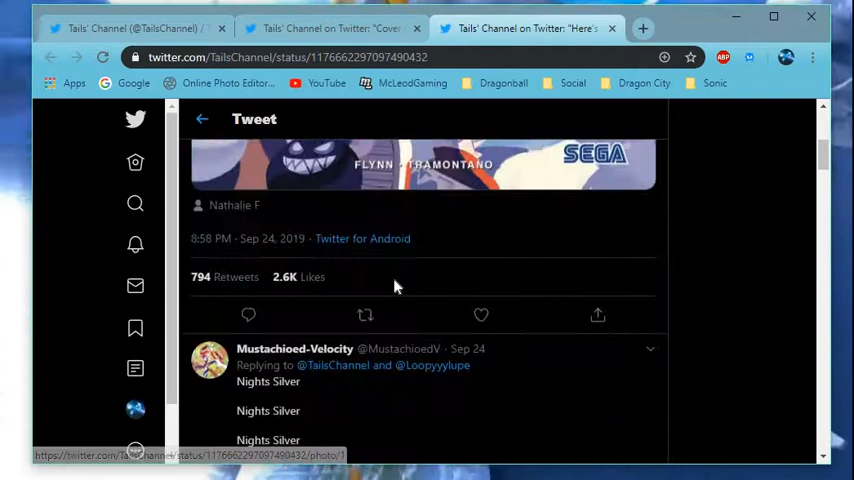 Tails' Channel (@TailsChannel) /
Tails' Channel on Twitter: "Cover
Tails' Channel on Twitter: "Here's
twitter.com/TailsChannel/status/1176662297097490432
Apps
Google
Online Photo Editor...
YouTube
McLeodGaming
Dragonball
Social
Dragon City
Sonic
ABP
Tweet
FLYNN • TRAMONTANO
SEGA
Nathalie F
8:58 PM · Sep 24, 2019 · Twitter for Android
794 Retweets 2.6K Likes
Mustachioed-Velocity @MustachioedV · Sep 24
Replying to @TailsChannel and @Loopyyylupe
Nights Silver
Nights Silver
Nights Silver
https://twitter.com/TailsChannel/status/1176662297097490432/photo/1